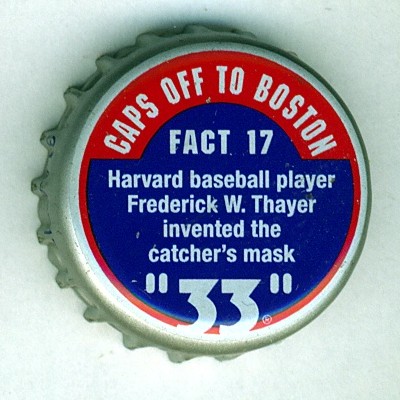 CAPS OFF TO BOSTON
FACT 17
Harvard baseball player
Frederick W. Thayer
invented the
catcher's mask
"33"®